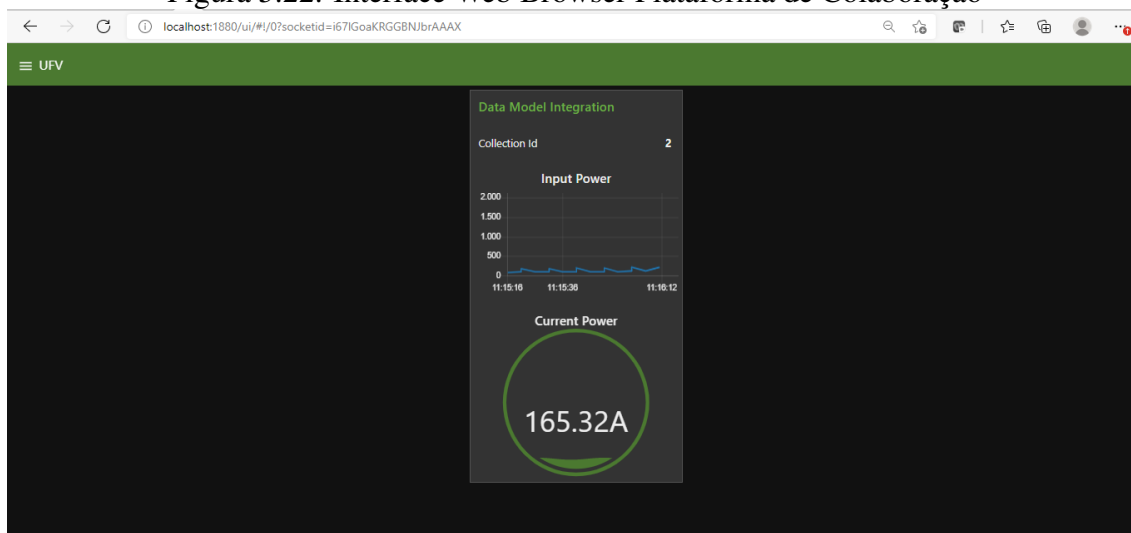 Figura 5.22: Interface Web Browser Plataforma de Colaboração
localhost:1880/ui/#!/0?socketid=i67IGoaKRGGBNJbrAAAX
UFV
Data Model Integration
Collection Id 2
Input Power
2.000
1.500
1.000
500
0
11:15:16 11:15:36 11:16:12
Current Power
165.32A